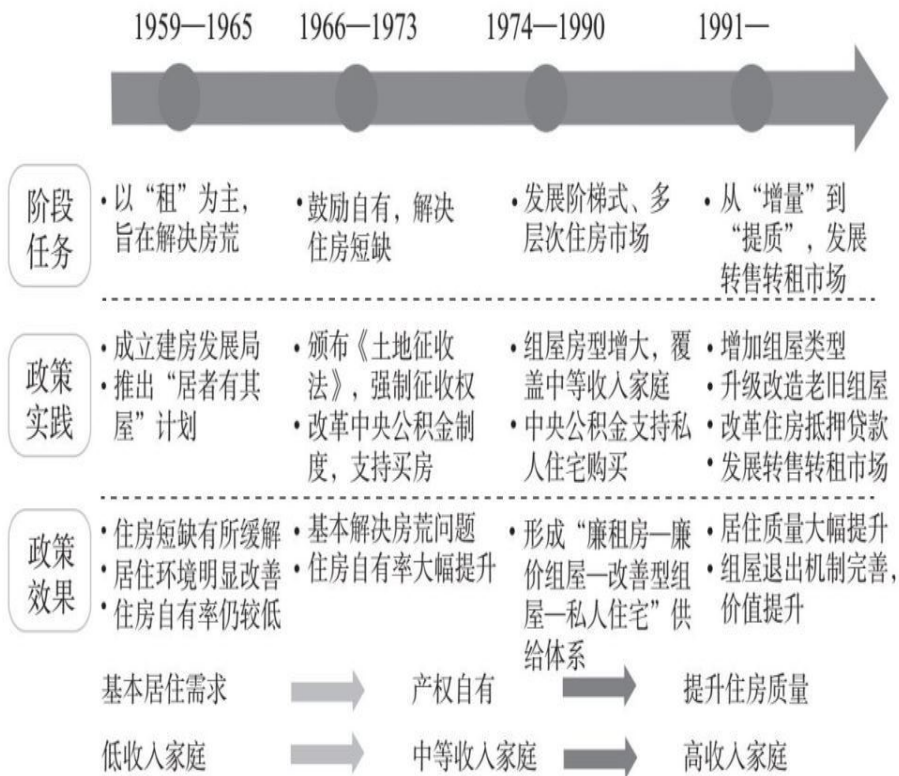 1959—1965 1966—1973 1974—1990 1991—
阶段
任务
• 以“租”为主，
旨在解决房荒
• 鼓励自有，解决
住房短缺
• 发展阶梯式、多
层次住房市场
• 从“增量”到
“提质”，发展
转售转租市场
政策
实践
• 成立建房发展局
• 推出“居者有其
屋”计划
• 颁布《土地征收
法》，强制征收权
• 改革中央公积金制
度，支持买房
• 组屋房型增大，覆
盖中等收入家庭
• 中央公积金支持私
人住宅购买
• 增加组屋类型
• 升级改造老旧组屋
• 改革住房抵押贷款
• 发展转售转租市场
政策
效果
• 住房短缺有所缓解
• 居住环境明显改善
• 住房自有率仍较低
• 基本解决房荒问题
• 住房自有率大幅提升
• 形成“廉租房—廉
价组屋—改善型组
屋—私人住宅”供
给体系
• 居住质量大幅提升
• 组屋退出机制完善，
价值提升
基本居住需求 产权自有 提升住房质量
低收入家庭 中等收入家庭 高收入家庭